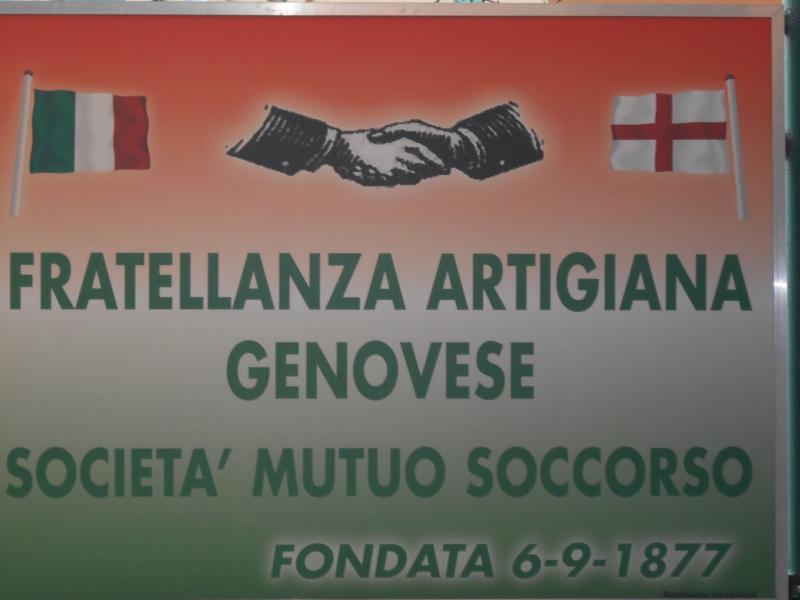 FRATELLANZA ARTIGIANA
GENOVESE
SOCIETA' MUTUO SOCCORSO
FONDATA 6-9-1877